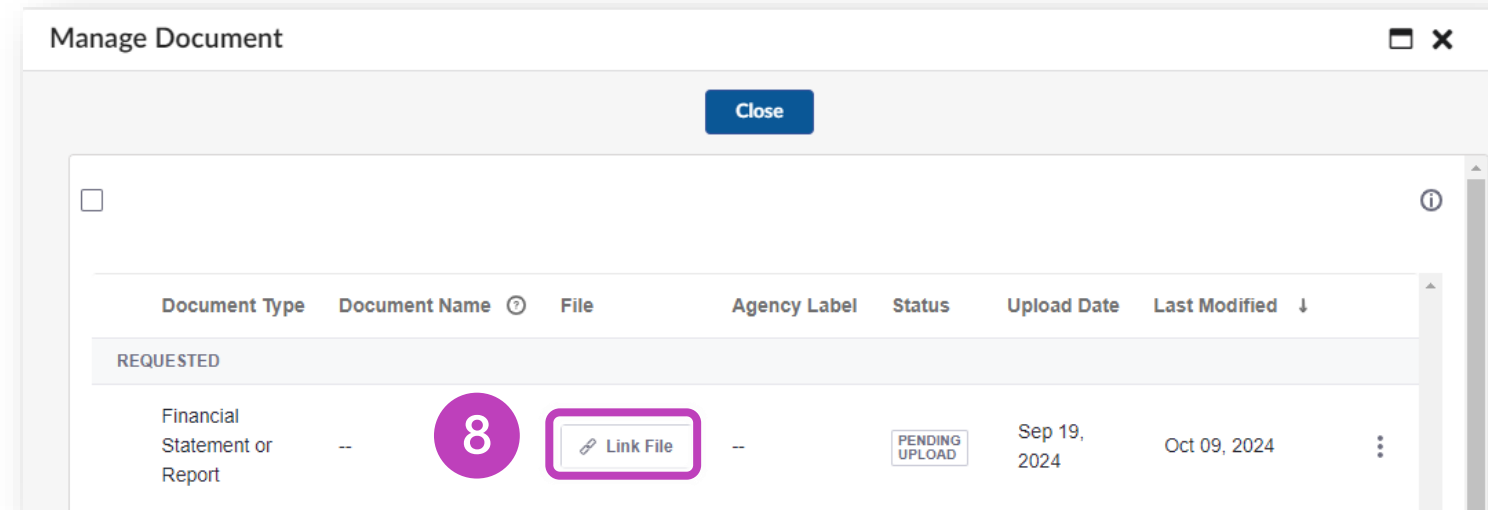 Manage Document
Close
Document Type Document Name File Agency Label Status Upload Date Last Modified ↓
REQUESTED
Financial
Statement or
Report
--
8
Link File
--
PENDING
UPLOAD
Sep 19,
2024
Oct 09, 2024